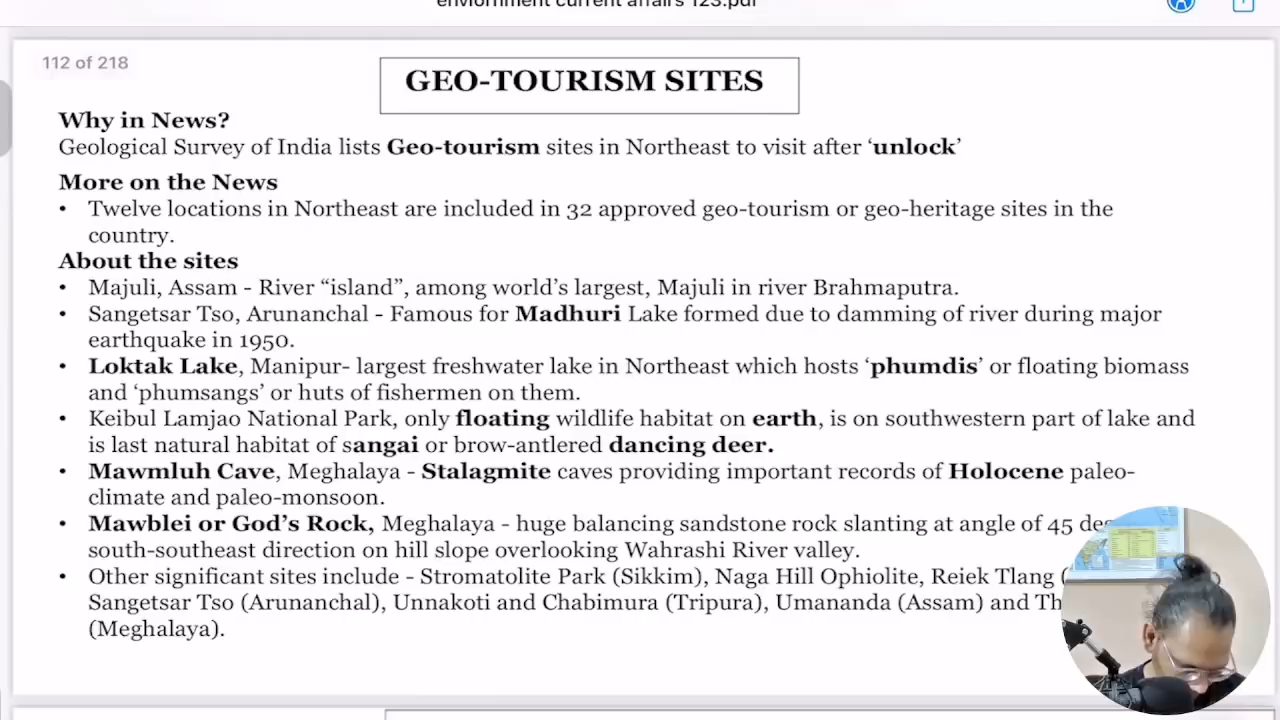 enviornment current affairs 123.pdf
112 of 218
GEO-TOURISM SITES
Why in News?
Geological Survey of India lists Geo-tourism sites in Northeast to visit after ‘unlock’
More on the News
• Twelve locations in Northeast are included in 32 approved geo-tourism or geo-heritage sites in the
country.
About the sites
• Majuli, Assam - River “island”, among world’s largest, Majuli in river Brahmaputra.
• Sangetsar Tso, Arunanchal - Famous for Madhuri Lake formed due to damming of river during major
earthquake in 1950.
• Loktak Lake, Manipur- largest freshwater lake in Northeast which hosts ‘phumdis’ or floating biomass
and ‘phumsangs’ or huts of fishermen on them.
• Keibul Lamjao National Park, only floating wildlife habitat on earth, is on southwestern part of lake and
is last natural habitat of sangai or brow-antlered dancing deer.
• Mawmluh Cave, Meghalaya - Stalagmite caves providing important records of Holocene paleo-
climate and paleo-monsoon.
• Mawblei or God’s Rock, Meghalaya - huge balancing sandstone rock slanting at angle of 45
south-southeast direction on hill slope overlooking Wahrashi River valley.
• Other significant sites include - Stromatolite Park (Sikkim), Naga Hill Ophiolite, Reiek Tlang
Sangetsar Tso (Arunanchal), Unnakoti and Chabimura (Tripura), Umananda (Assam) and
(Meghalaya).